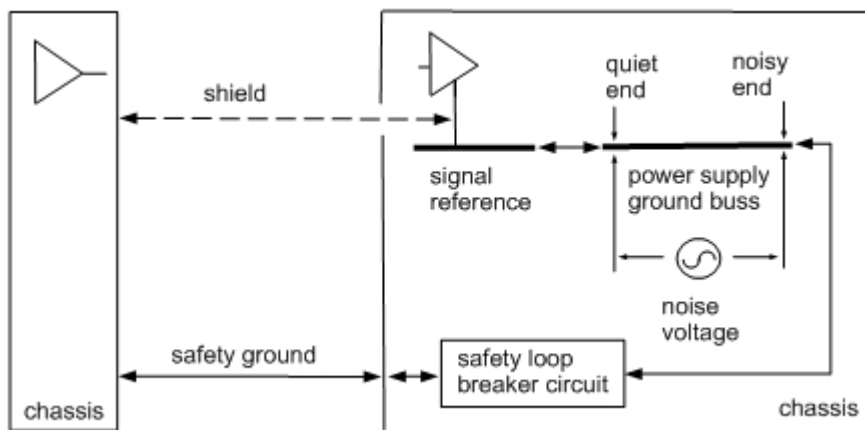 shield
quiet
end
noisy
end
signal
reference
power supply
ground buss
noise
voltage
safety ground
safety loop
breaker circuit
chassis
chassis